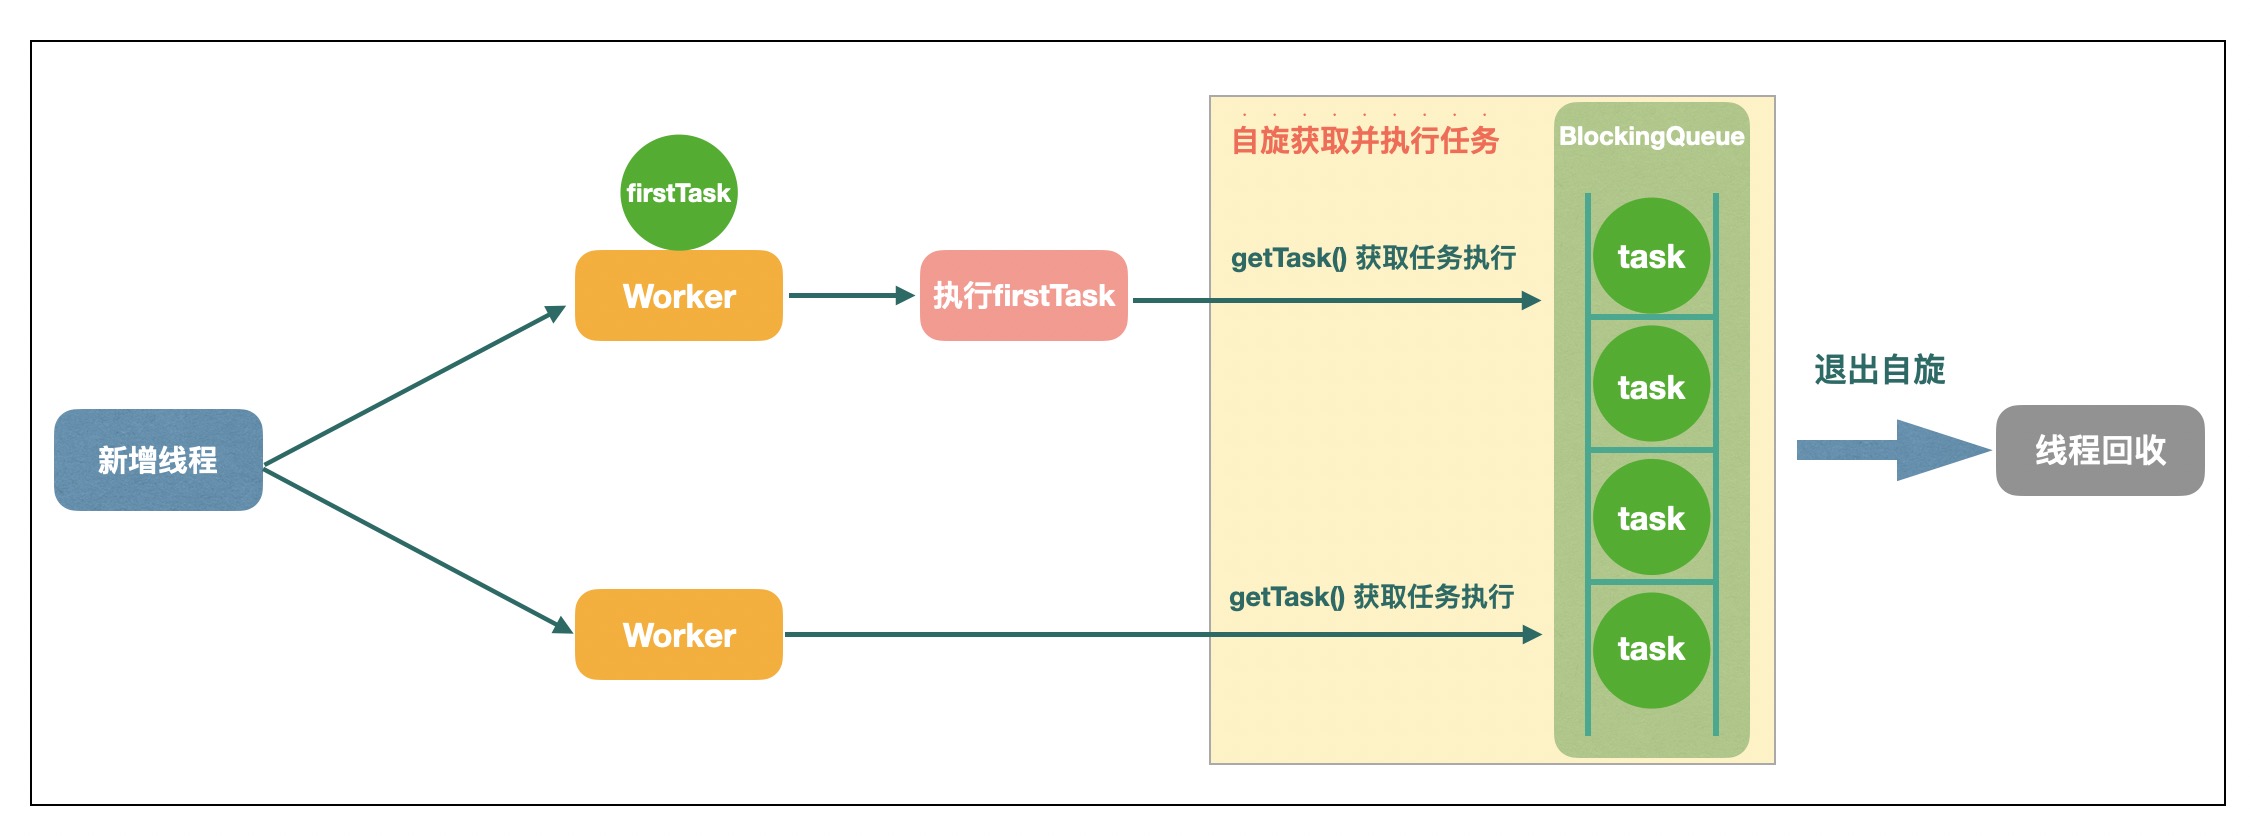 新增线程
firstTask
Worker
执行firstTask
Worker
自旋获取并执行任务
getTask() 获取任务执行
getTask() 获取任务执行
BlockingQueue
task
task
task
task
退出自旋
线程回收